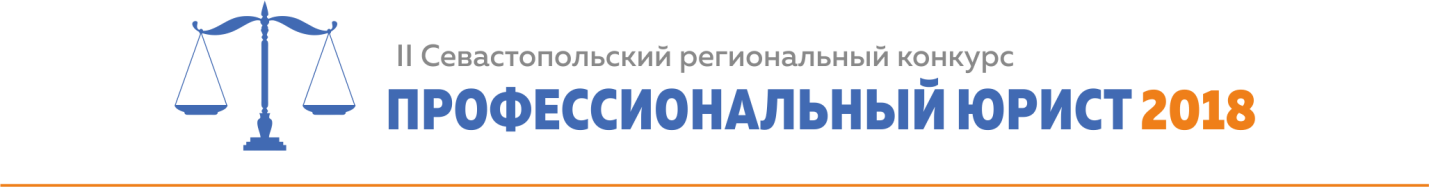 II Севастопольский региональный конкурс
ПРОФЕССИОНАЛЬНЫЙ ЮРИСТ 2018